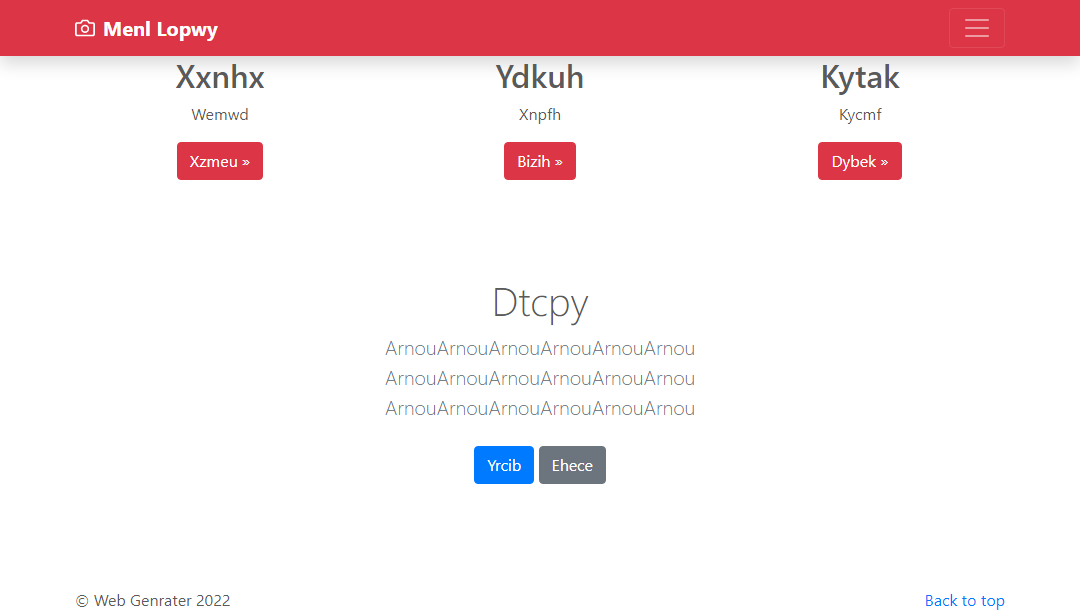 Menl Lopwy
Xxnhx
Wemwd
Xzmeu »
Ydkuh
Xnpfh
Bizih »
Kytak
Kycmf
Dybek »
Dtcpy
ArnouArnouArnouArnouArnouArnou
ArnouArnouArnouArnouArnouArnou
ArnouArnouArnouArnouArnouArnou
Yrcib Ehece
© Web Genrater 2022
Back to top